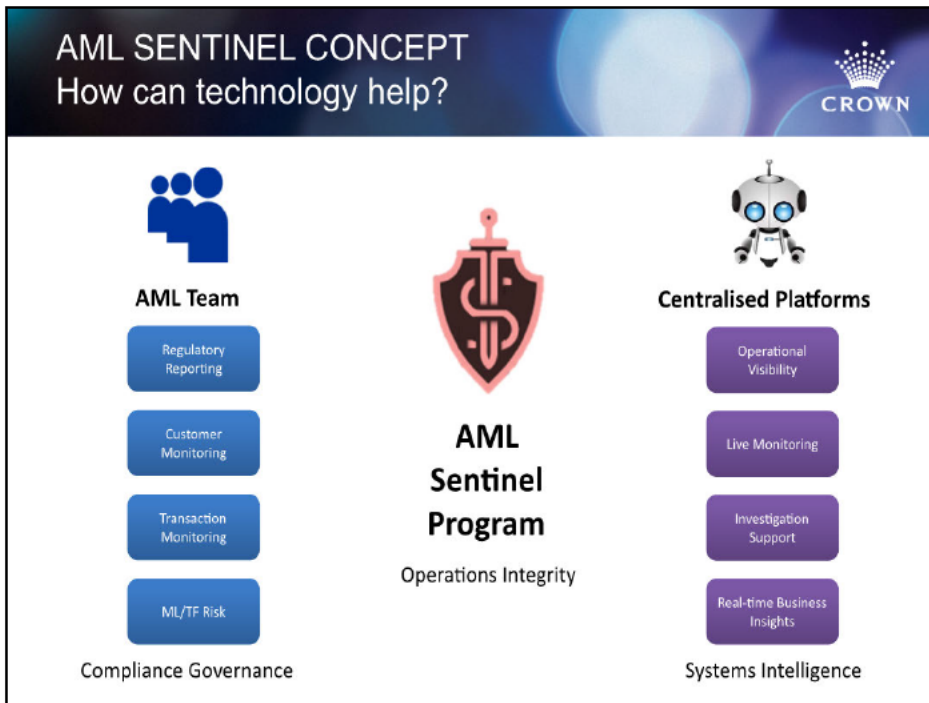 AML SENTINEL CONCEPT
How can technology help?
CROWN
AML Team
Regulatory
Reporting
Customer
Monitoring
Transaction
Monitoring
ML/TF Risk
Compliance Governance
AML
Sentinel
Program
Operations Integrity
Centralised Platforms
Operational
Visibility
Live Monitoring
Investigation
Support
Real-time Business
Insights
Systems Intelligence